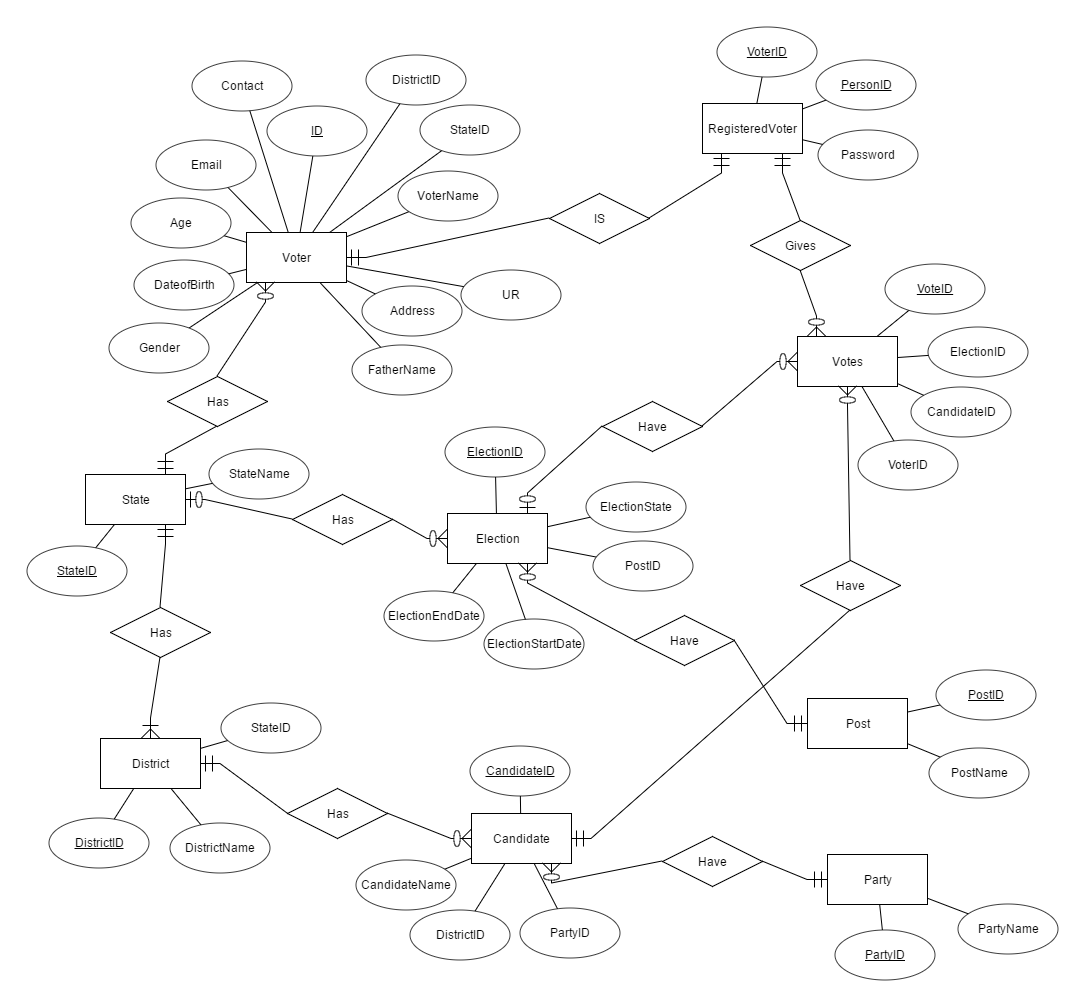 VoterID
DistrictID
Contact
PersonID
ID
StateID
RegisteredVoter
Password
Email
VoterName
Age
IS
Gives
Voter
DateofBirth
VoteID
UR
Address
Gender
ElectionID
Votes
FatherName
Has
CandidateID
Have
ElectionID
VoterID
StateName
State
ElectionState
Has
Election
PostID
StateID
Have
ElectionEndDate
Has
ElectionStartDate
Have
PostID
Post
StateID
District
CandidateID
PostName
Has
Candidate
DistrictID
DistrictName
Have
Party
CandidateName
PartyName
DistrictID
PartyID
PartyID